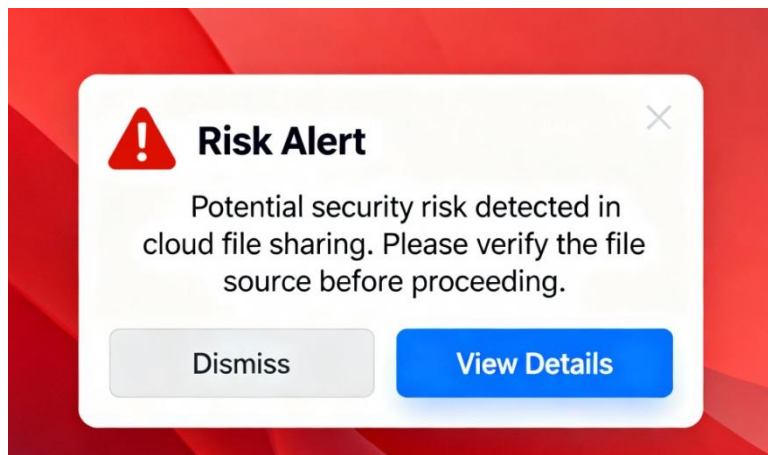 Risk Alert
Potential security risk detected in
cloud file sharing. Please verify the file
source before proceeding.
Dismiss
View Details